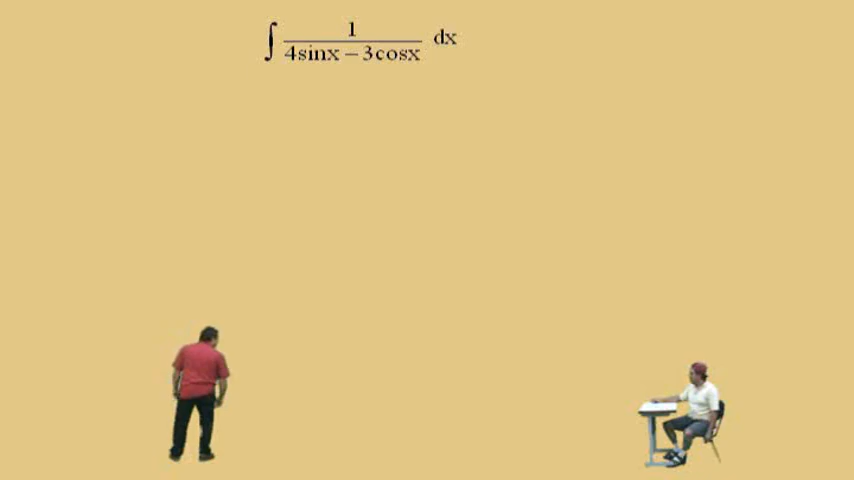 ∫ 1/(4sinx – 3cosx) dx